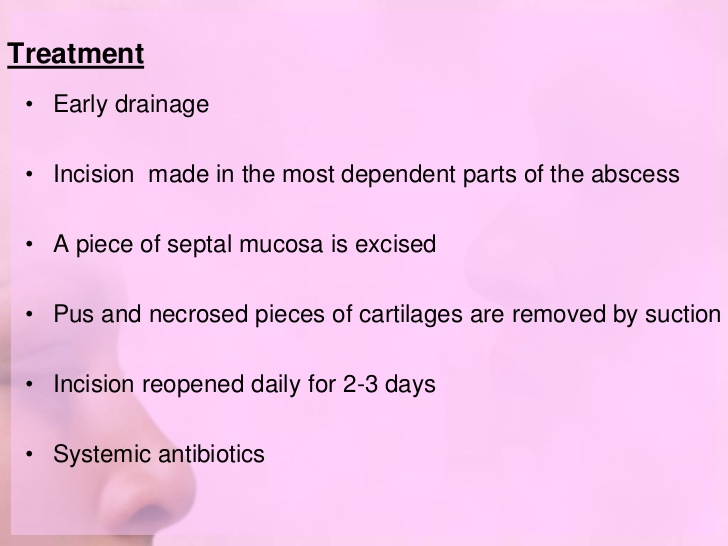 Treatment
• Early drainage
• Incision  made in the most dependent parts of the abscess
• A piece of septal mucosa is excised
• Pus and necrosed pieces of cartilages are removed by suction
• Incision reopened daily for 2-3 days
• Systemic antibiotics